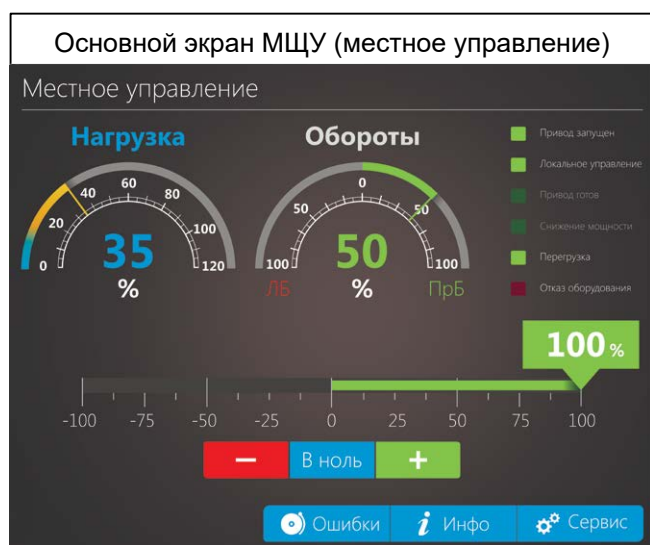 Основной экран МЩУ (местное управление)
Местное управление
Нагрузка
0 20 40 60 80 100 120
35
%
Обороты
100 50 0 50 100
50
%
ЛБ ПрБ
Привод запущен
Локальное управление
Привод готов
Снижение мощности
Перегрузка
Отказ оборудования
100 %
-100 -75 -50 -25 0 25 50 75 100
– В ноль +
Ошибки i Инфо Сервис